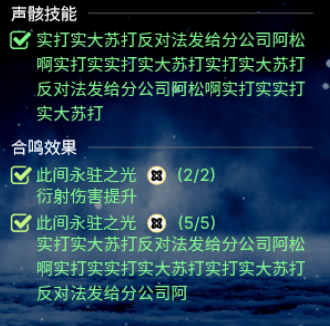 声骸技能
实打实大苏打反对法发给分公司阿松
啊实打实实打实大苏打实打实大苏打
反对法发给分公司阿松啊实打实实打
实大苏打
合鸣效果
此间永驻之光 (2/2)
衍射伤害提升
此间永驻之光 (5/5)
实打实大苏打反对法发给分公司阿松
啊实打实实打实大苏打实打实大苏打
反对法发给分公司阿